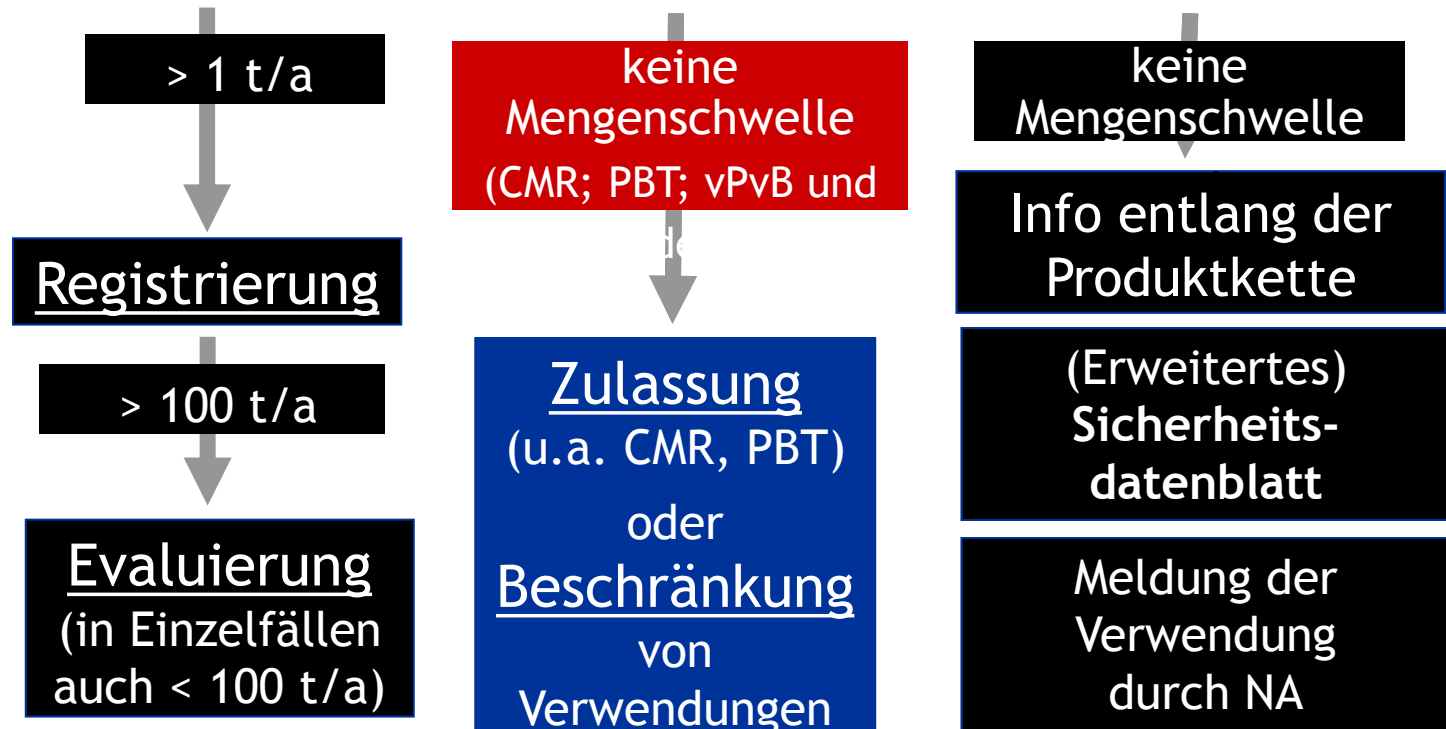 > 1 t/a
Registrierung
> 100 t/a
Evaluierung
(in Einzelfällen
auch < 100 t/a)
keine
Mengenschwelle
(CMR; PBT; vPvB und
Zulassung
(u.a. CMR, PBT)
oder
Beschränkung
von
Verwendungen
keine
Mengenschwelle
Info entlang der
Produktkette
(Erweitertes)
Sicherheits-
datenblatt
Meldung der
Verwendung
durch NA